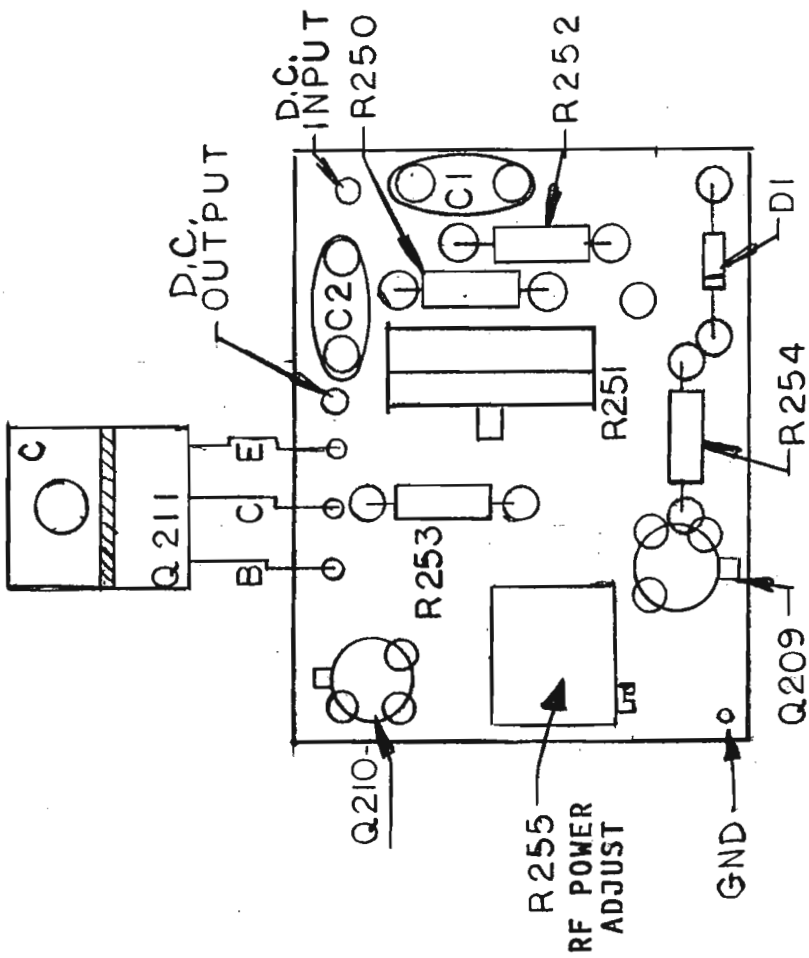 D.C.
INPUT
R250
R252
D.C.
OUTPUT
C1
C2
D1
R251
R254
C
Q211
E
C
B
R253
Q210
Q209
R255
RF POWER
ADJUST
GND